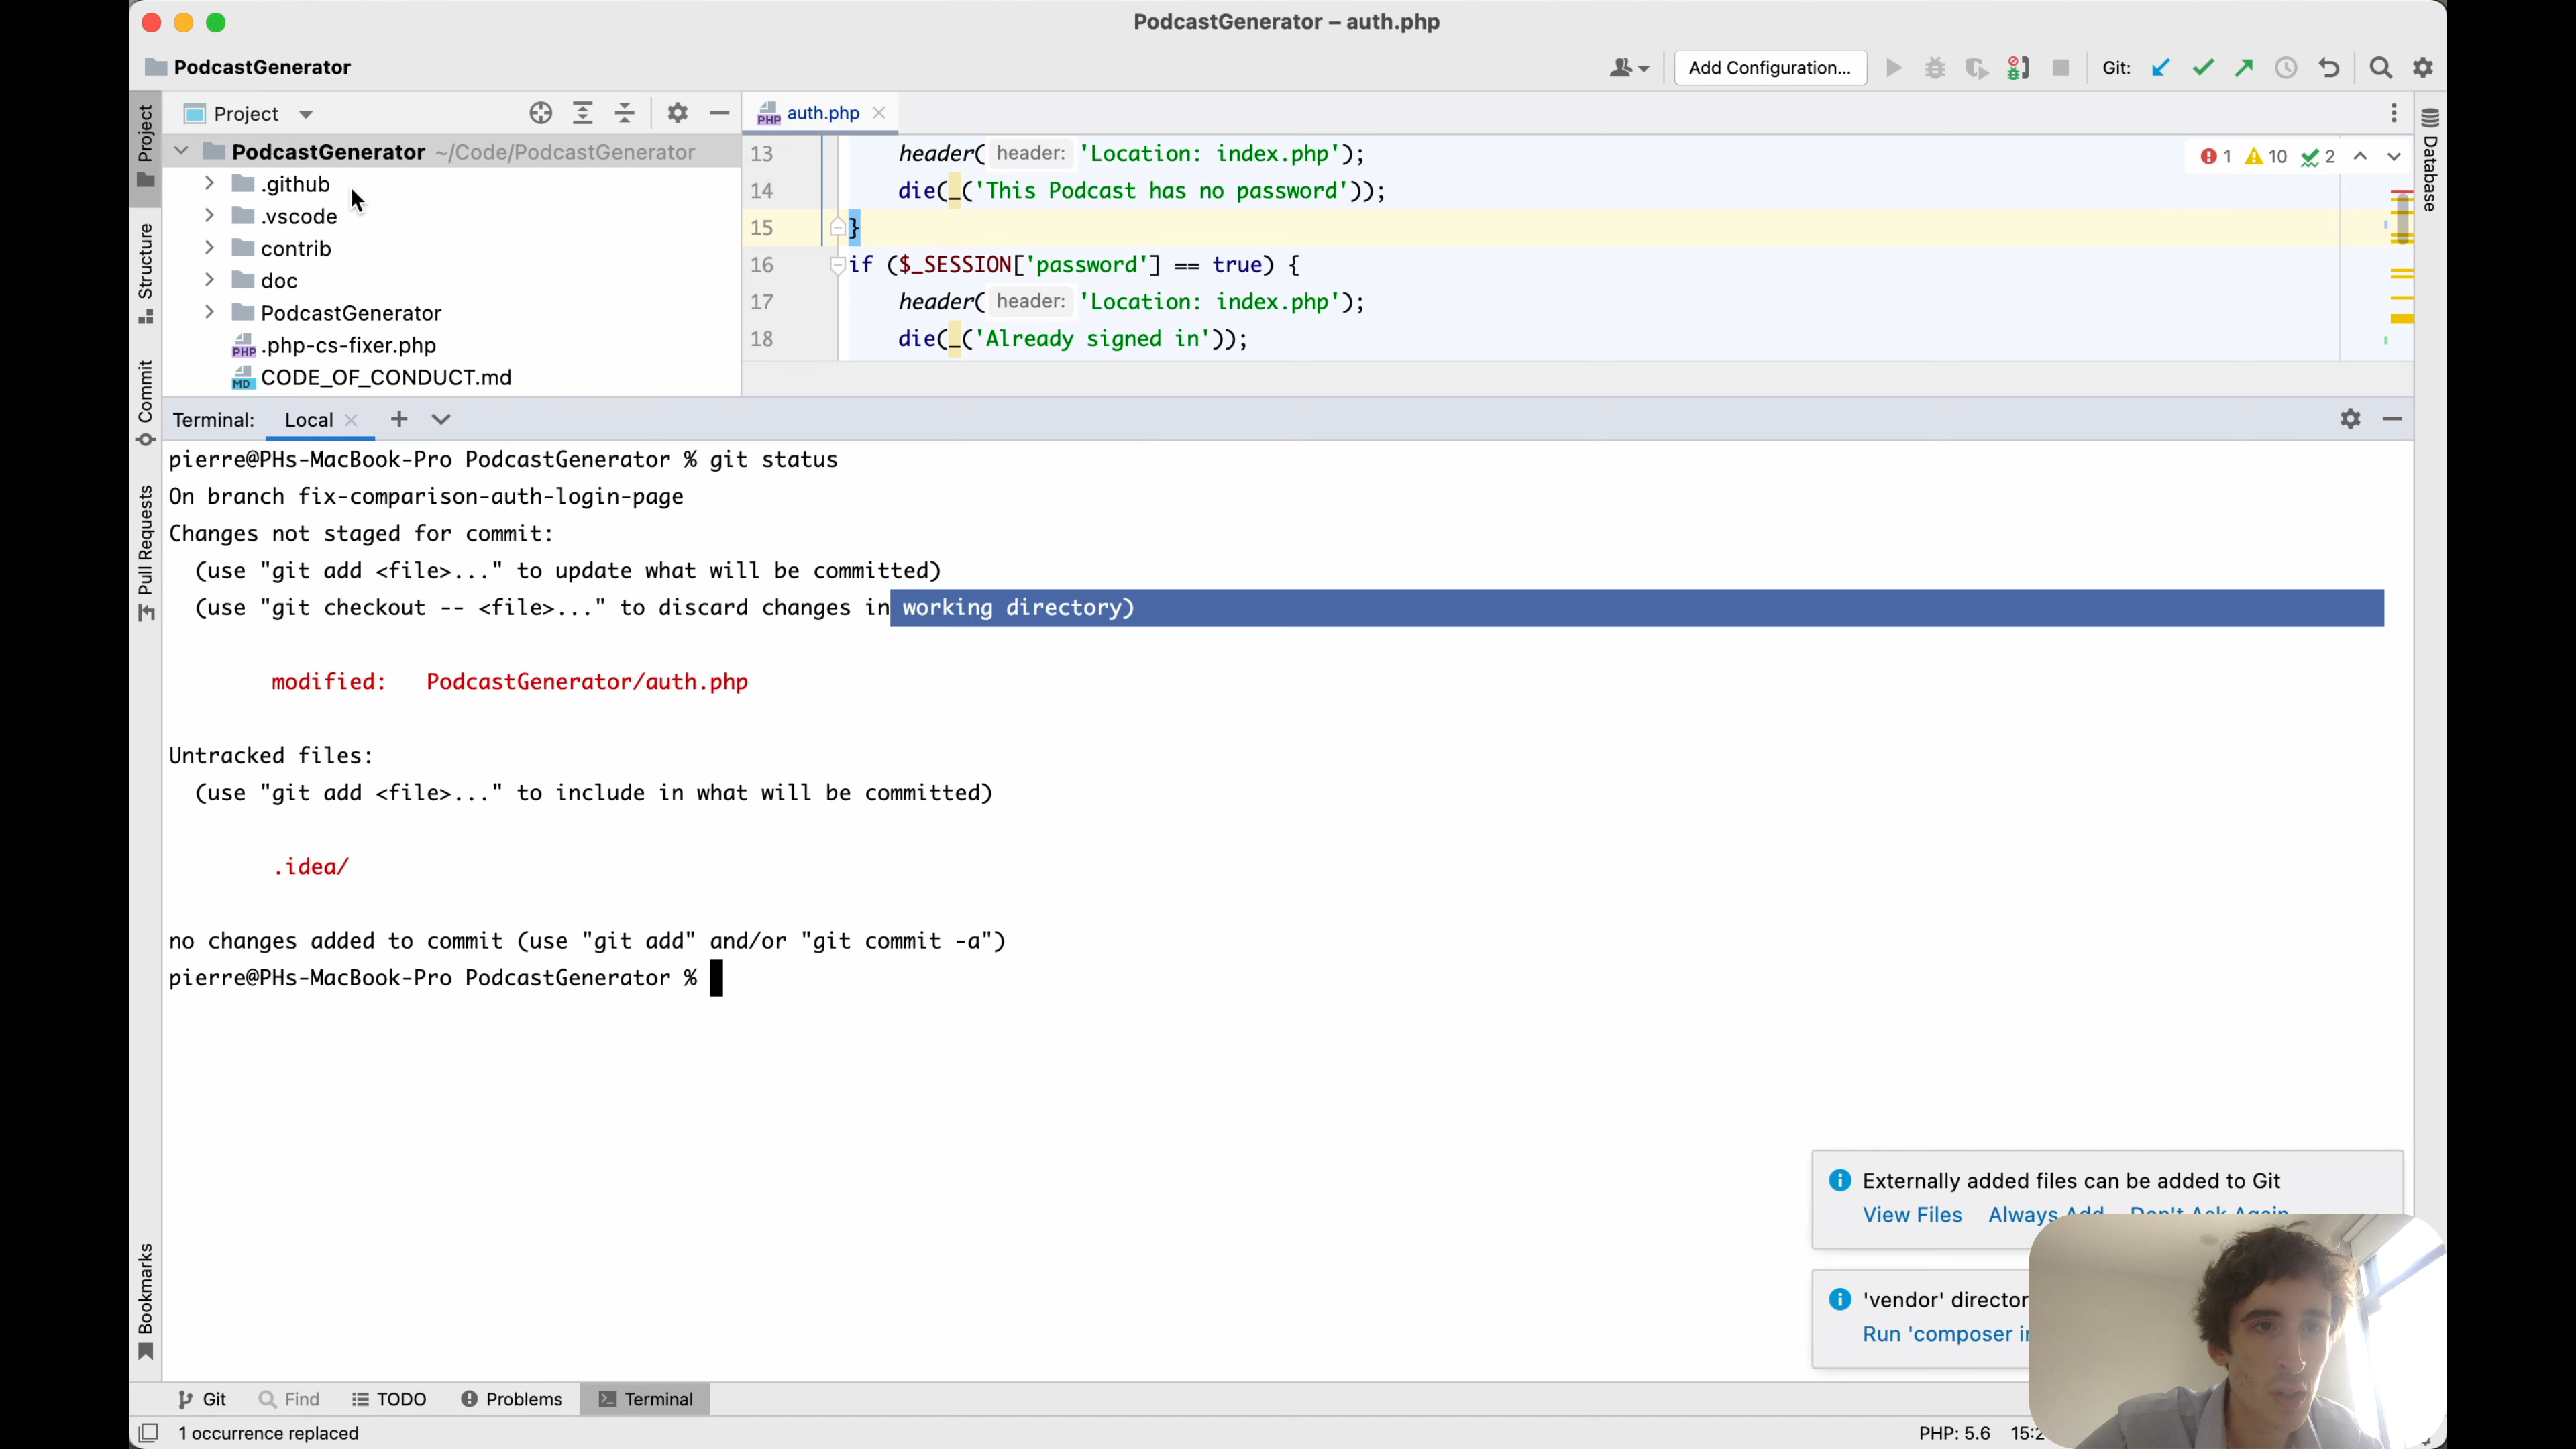 PodcastGenerator – auth.php
PodcastGenerator
Add Configuration...
Git:
Project
auth.php
PodcastGenerator ~/Code/PodcastGenerator
.github
.vscode
contrib
doc
PodcastGenerator
.php-cs-fixer.php
CODE_OF_CONDUCT.md
13 header( header: 'Location: index.php');
14 die(_('This Podcast has no password'));
15 }
16 if ($_SESSION['password'] == true) {
17 header( header: 'Location: index.php');
18 die(_('Already signed in'));
1 10 2
Project
Structure
Commit
Pull Requests
Bookmarks
Database
Terminal: Local
pierre@PHs-MacBook-Pro PodcastGenerator % git status
On branch fix-comparison-auth-login-page
Changes not staged for commit:
(use "git add <file>..." to update what will be committed)
(use "git checkout -- <file>..." to discard changes in working directory)
modified: PodcastGenerator/auth.php
Untracked files:
(use "git add <file>..." to include in what will be committed)
.idea/
no changes added to commit (use "git add" and/or "git commit -a")
pierre@PHs-MacBook-Pro PodcastGenerator %
Externally added files can be added to Git
View Files Always Add Don't Ask Again
'vendor' director
Run 'composer in
Git Find TODO Problems Terminal
1 occurrence replaced
PHP: 5.6 15:2